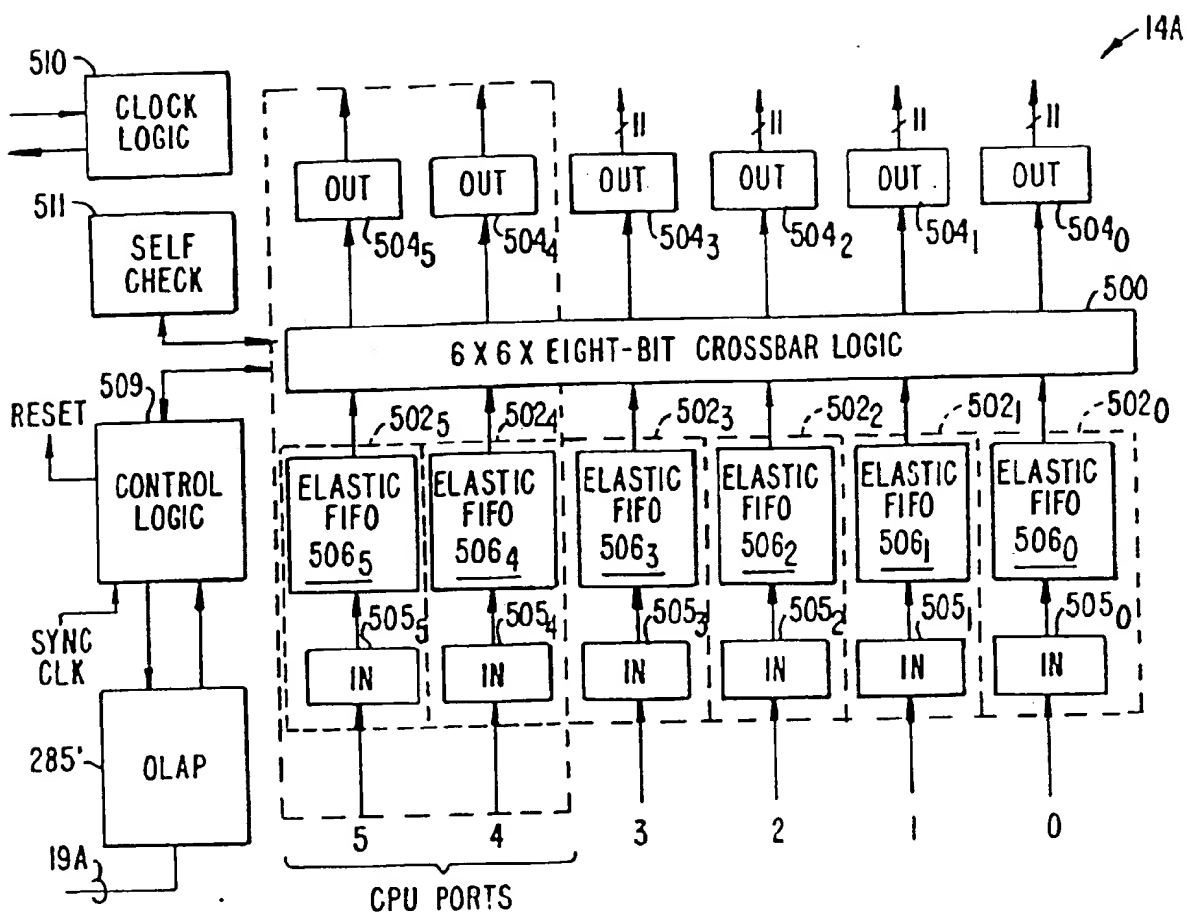 14A
510
CLOCK
LOGIC
11 11 11 11
OUT OUT OUT OUT OUT OUT
504₅ 504₄ 504₃ 504₂ 504₁ 504₀
511
SELF
CHECK
500
6 X 6 X EIGHT-BIT CROSSBAR LOGIC
509
RESET
CONTROL
LOGIC
502₅ 502₄ 502₃ 502₂ 502₁ 502₀
ELASTIC ELASTIC ELASTIC ELASTIC ELASTIC ELASTIC
FIFO FIFO FIFO FIFO FIFO FIFO
506₅ 506₄ 506₃ 506₂ 506₁ 506₀
505₅ 505₄ 505₃ 505₂ 505₁ 505₀
SYNC
CLK
IN IN IN IN IN IN
285'
OLAP
5 4 3 2 1 0
19A
CPU PORTS